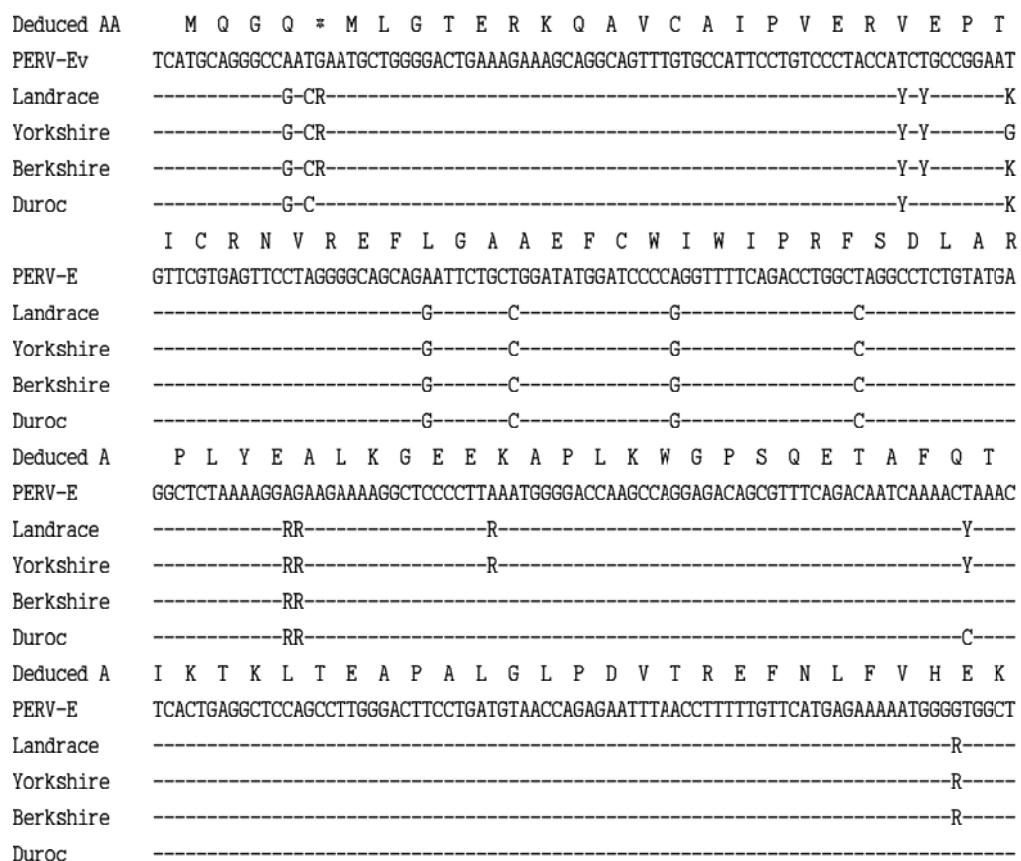 Deduced AA M Q G Q * M L G T E R K Q A V C A I P V E R V E P T
PERV-Ev TCATGCAGGGCCAATGAATGCTGGGGACTGAAAGAAAGCAGGCAGTTTGTGCCATTCCTGTCCCTACCATCTGCCGGAAT
Landrace ------------G-CR-----------------------------------------------------Y-Y-------K
Yorkshire ------------G-CR-----------------------------------------------------Y-Y-------G
Berkshire ------------G-CR-----------------------------------------------------Y-Y-------K
Duroc ------------G-C------------------------------------------------------Y---------K
I C R N V R E F L G A A E F C W I W I P R F S D L A R
PERV-E GTTCGTGAGTTCCTAGGGGCAGCAGAATTCTGCTGGATATGGATCCCCAGGTTTTCAGACCTGGCTAGGCCTCTGTATGA
Landrace -------------------------G-------C--------------G----------------C--------------
Yorkshire -------------------------G-------C--------------G----------------C--------------
Berkshire -------------------------G-------C--------------G----------------C--------------
Duroc -------------------------G-------C--------------G----------------C--------------
Deduced A P L Y E A L K G E E K A P L K W G P S Q E T A F Q T
PERV-E GGCTCTAAAAGGAGAAGAAAAGGCTCCCCTTAAATGGGGACCAAGCCAGGAGACAGCGTTTCAGACAATCAAAACTAAAC
Landrace ------------RR-----------------R-------------------------------------------Y----
Yorkshire ------------RR-----------------R-------------------------------------------Y----
Berkshire ------------RR------------------------------------------------------------------
Duroc ------------RR-------------------------------------------------------------C----
Deduced A I K T K L T E A P A L G L P D V T R E F N L F V H E K
PERV-E TCACTGAGGCTCCAGCCTTGGGACTTCCTGATGTAACCAGAGAATTTAACCTTTTTGTTCATGAGAAAAATGGGGTGGCT
Landrace --------------------------------------------------------------------------R-----
Yorkshire --------------------------------------------------------------------------R-----
Berkshire --------------------------------------------------------------------------R-----
Duroc --------------------------------------------------------------------------------